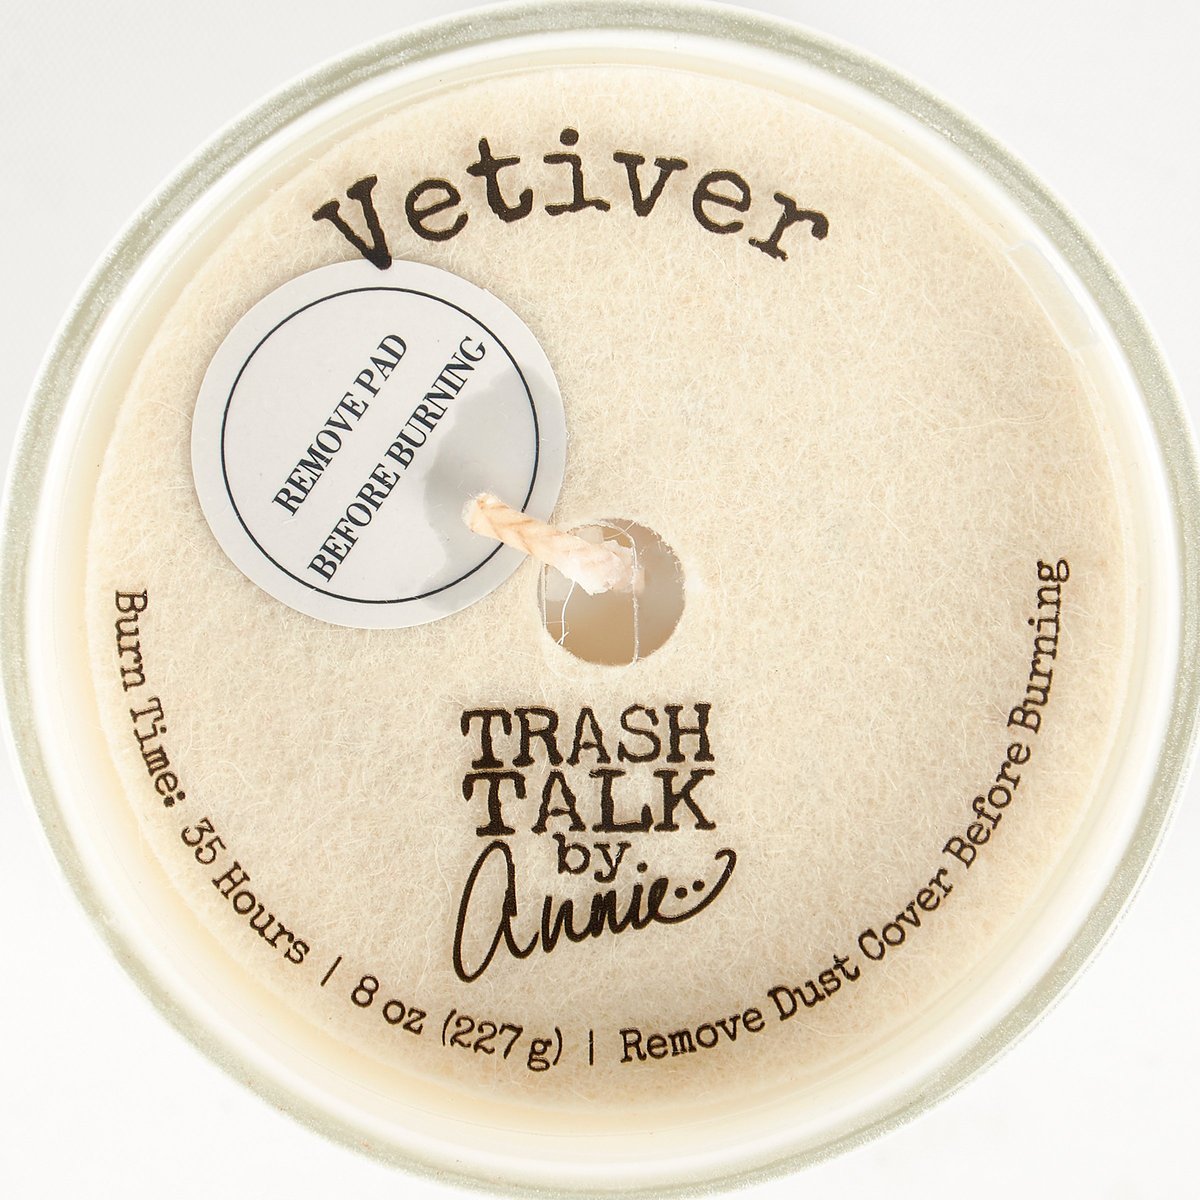 Vetiver
REMOVE PAD
BEFORE BURNING
TRASH
TALK
by
Annie
Burn Time: 35 Hours | 8 oz (227g) | Remove Dust Cover Before Burning